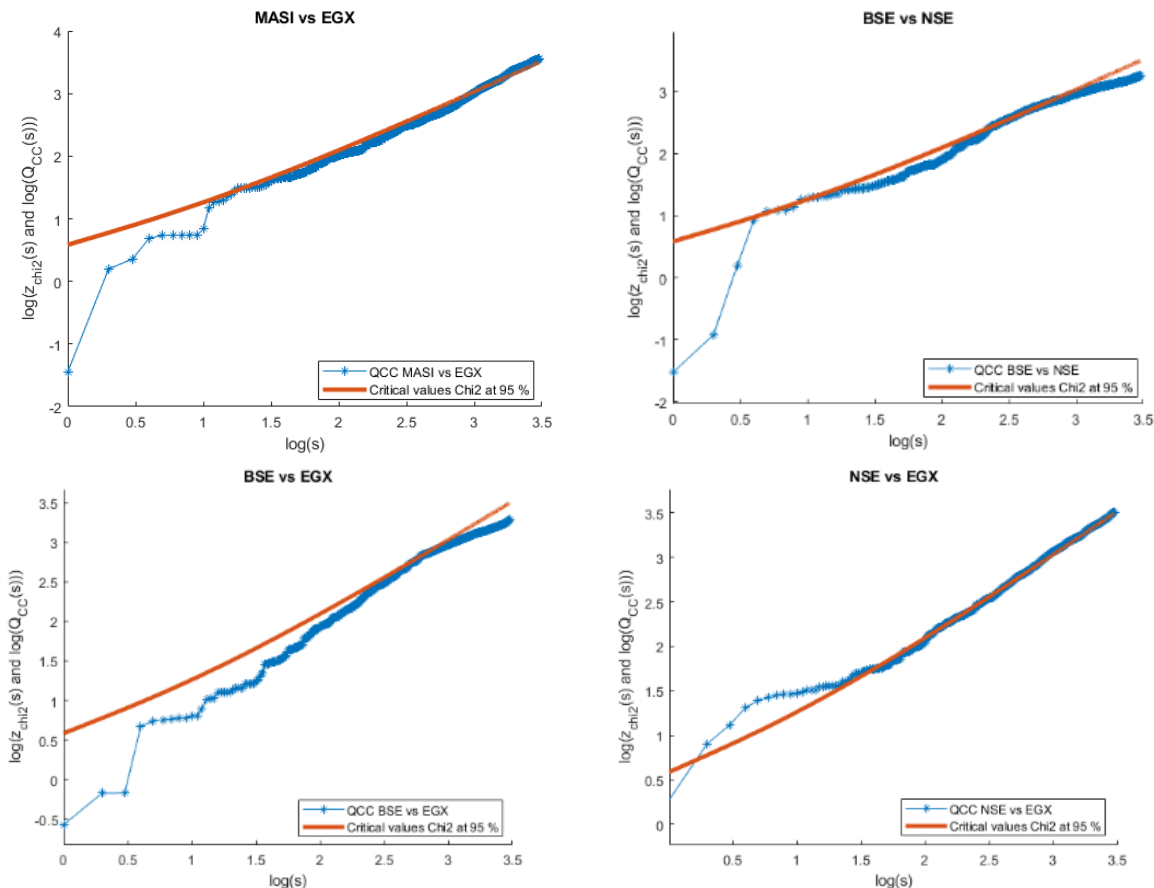 MASI vs EGX
log(z_chi2(s) and log(Q_CC(s)))
4
3
2
1
0
-1
-2
QCC MASI vs EGX
Critical values Chi2 at 95 %
0 0.5 1 1.5 2 2.5 3 3.5
log(s)
BSE vs NSE
log(z_chi2(s) and log(Q_CC(s)))
3
2
1
0
-1
-2
QCC BSE vs NSE
Critical values Chi2 at 95 %
0 0.5 1 1.5 2 2.5 3 3.5
log(s)
BSE vs EGX
log(z_chi2(s) and log(Q_CC(s)))
3.5
3
2.5
2
1.5
1
0.5
0
-0.5
QCC BSE vs EGX
Critical values Chi2 at 95 %
0 0.5 1 1.5 2 2.5 3 3.5
log(s)
NSE vs EGX
log(z_chi2(s) and log(Q_CC(s)))
3.5
3
2.5
2
1.5
1
0.5
0
QCC NSE vs EGX
Critical values Chi2 at 95 %
0.5 1 1.5 2 2.5 3 3.5
log(s)